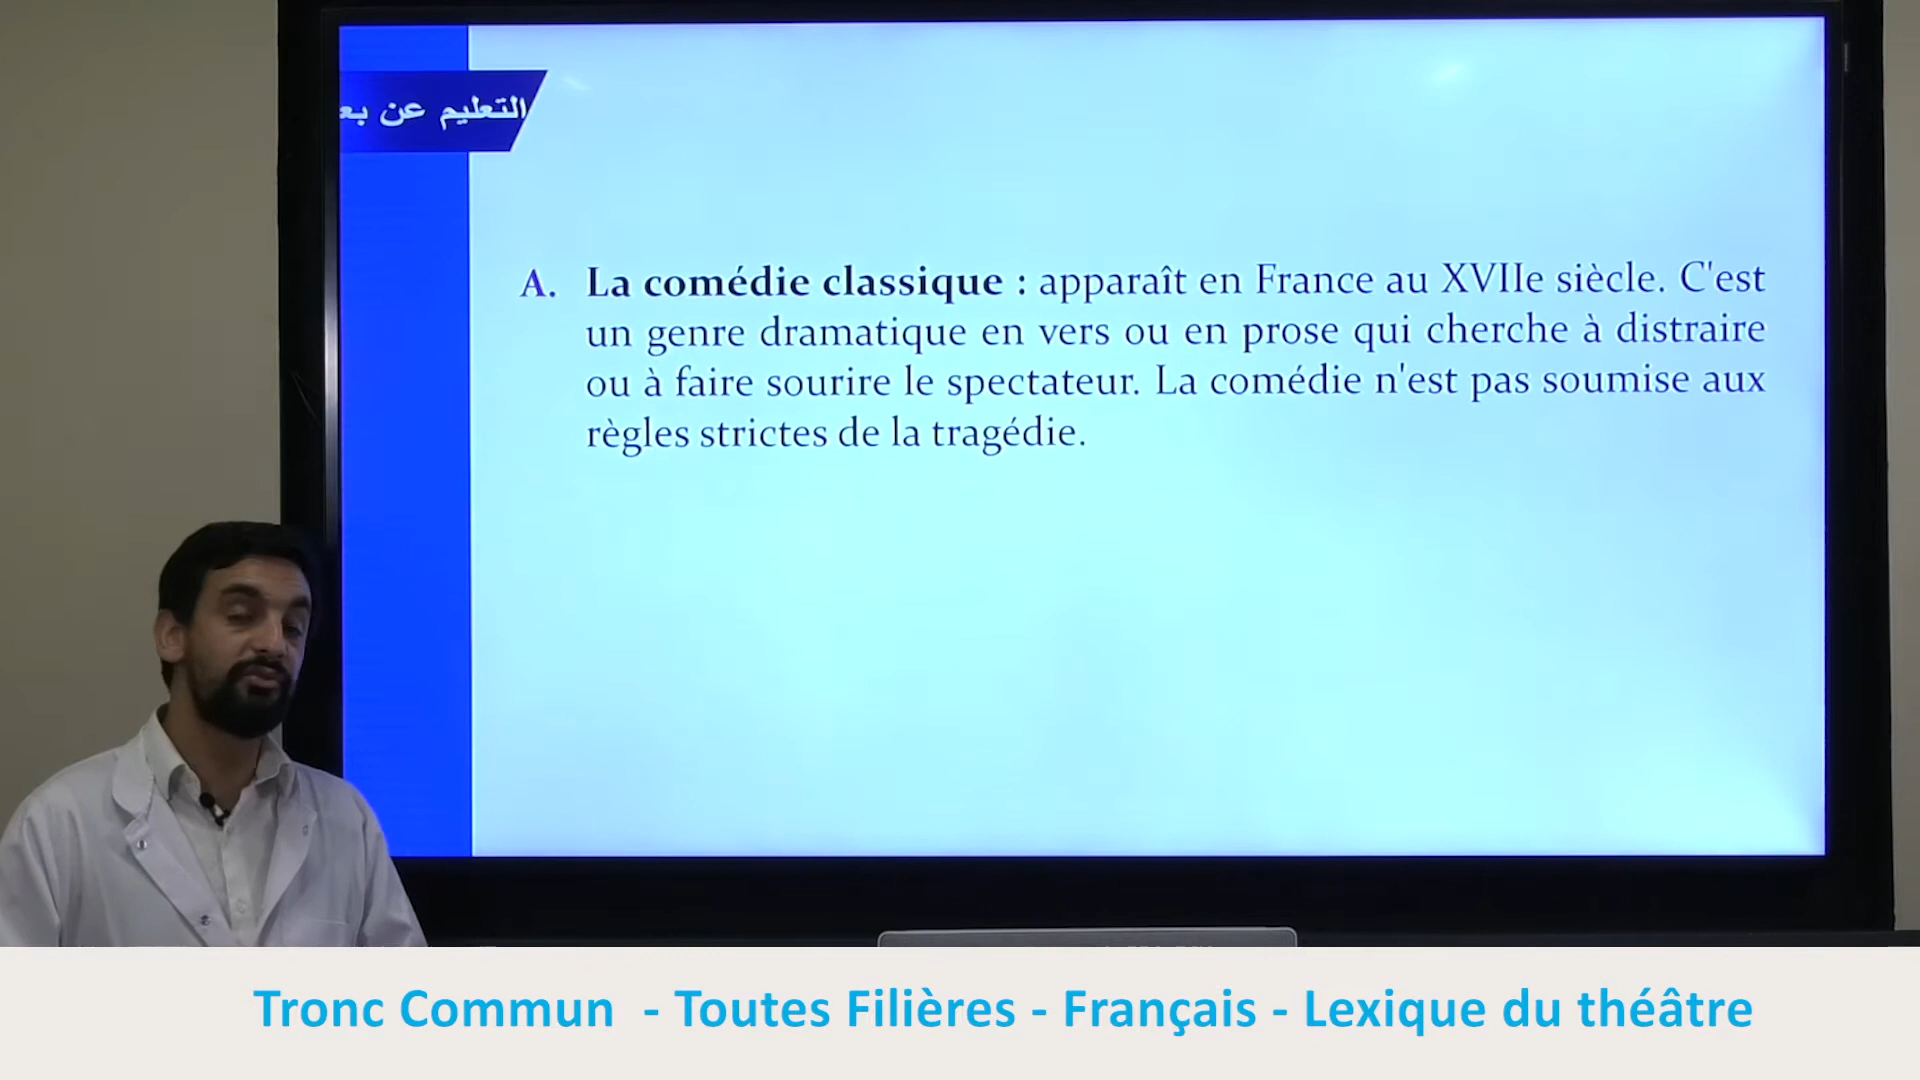 التعليم عن بعد
A. La comédie classique : apparaît en France au XVIIe siècle. C'est
un genre dramatique en vers ou en prose qui cherche à distraire
ou à faire sourire le spectateur. La comédie n'est pas soumise aux
règles strictes de la tragédie.
Tronc Commun - Toutes Filières - Français - Lexique du théâtre